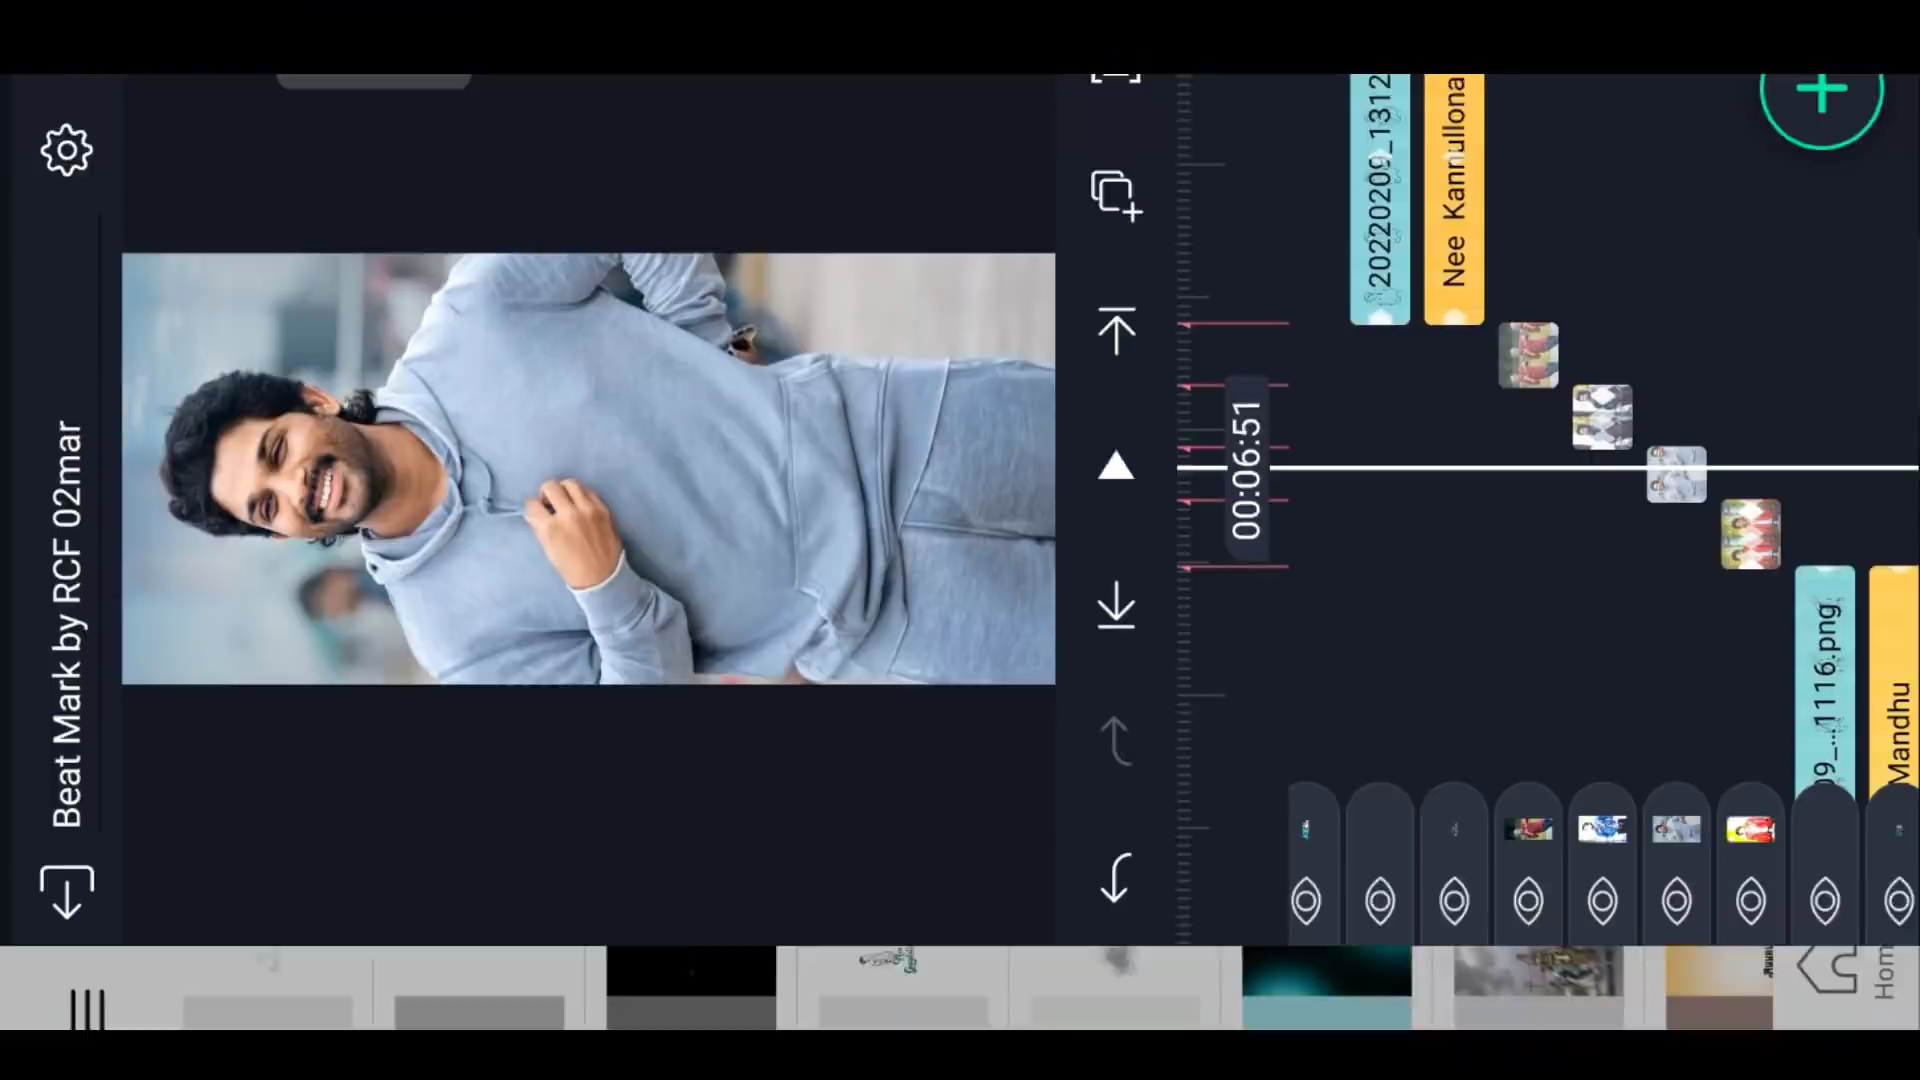 Beat Mark by RCF 02mar
00:06:51
20220209_1312
Nee Kannullona
09_...1116.png
Mandhu
Hom